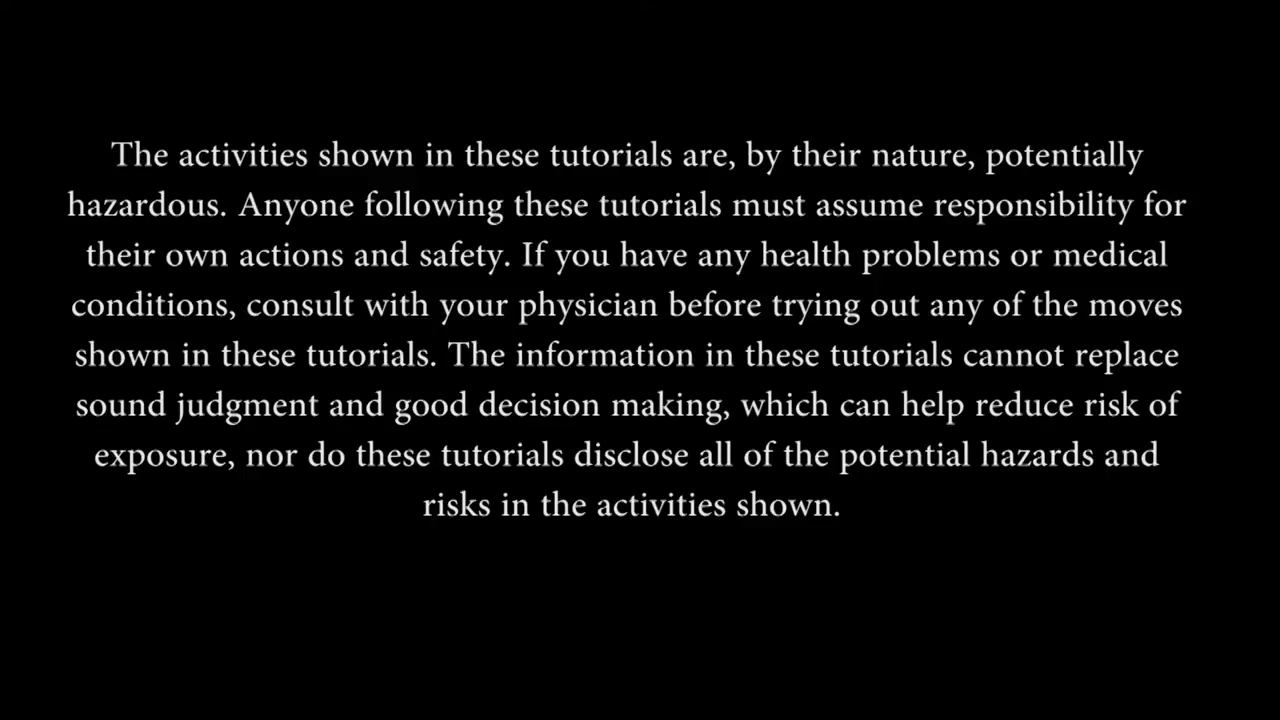 The activities shown in these tutorials are, by their nature, potentially
hazardous. Anyone following these tutorials must assume responsibility for
their own actions and safety. If you have any health problems or medical
conditions, consult with your physician before trying out any of the moves
shown in these tutorials. The information in these tutorials cannot replace
sound judgment and good decision making, which can help reduce risk of
exposure, nor do these tutorials disclose all of the potential hazards and
risks in the activities shown.